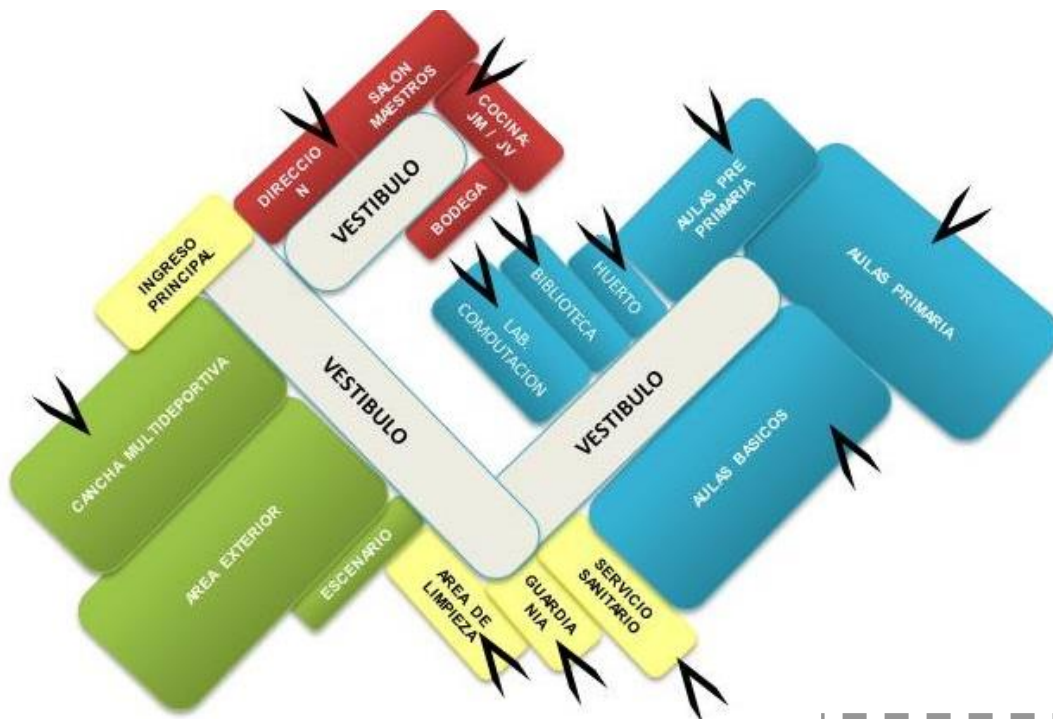 SALON
MAESTROS
DIRECCIO
N
COCINA:
JM / JV
VESTIBULO
BODEGA
INGRESO
PRINCIPAL
AULAS PRE
PRIMARIA
AULAS PRIMARIA
HUERTO
BIBLIOTECA
LAB.
COMOUTACION
VESTIBULO
VESTIBULO
CANCHA MULTIDEPORTIVA
AULAS BASICOS
AREA EXTERIOR
ESCENARIO
AREA DE
LIMPIEZA
GUARDIA
NIA
SERVICIO
SANITARIO